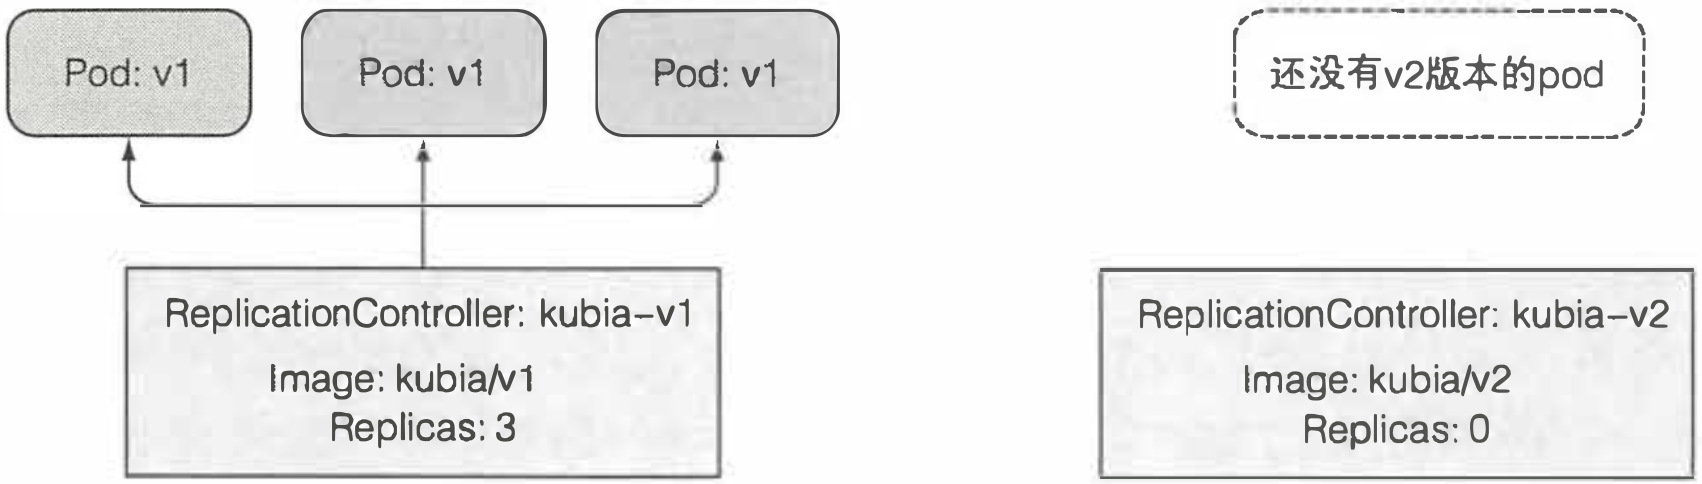 Pod: v1
Pod: v1
Pod: v1
还没有v2版本的pod
ReplicationController: kubia-v1
Image: kubia/v1
Replicas: 3
ReplicationController: kubia-v2
Image: kubia/v2
Replicas: 0